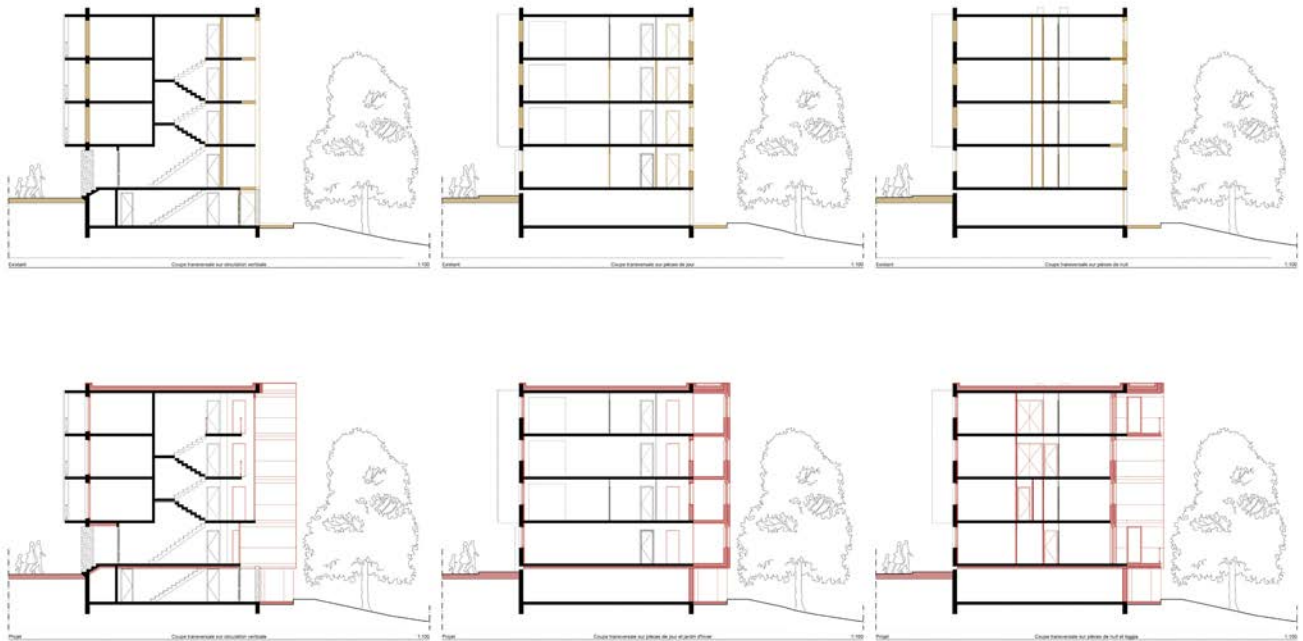 Existant Coupe transversale sur circulation verticale 1:100
Existant Coupe transversale sur pièces de jour 1:100
Existant Coupe transversale sur pièces de nuit 1:100
Projet Coupe transversale sur circulation verticale 1:100
Projet Coupe transversale sur pièces de jour et jardin d'hiver 1:100
Projet Coupe transversale sur pièces de nuit et loggia 1:100